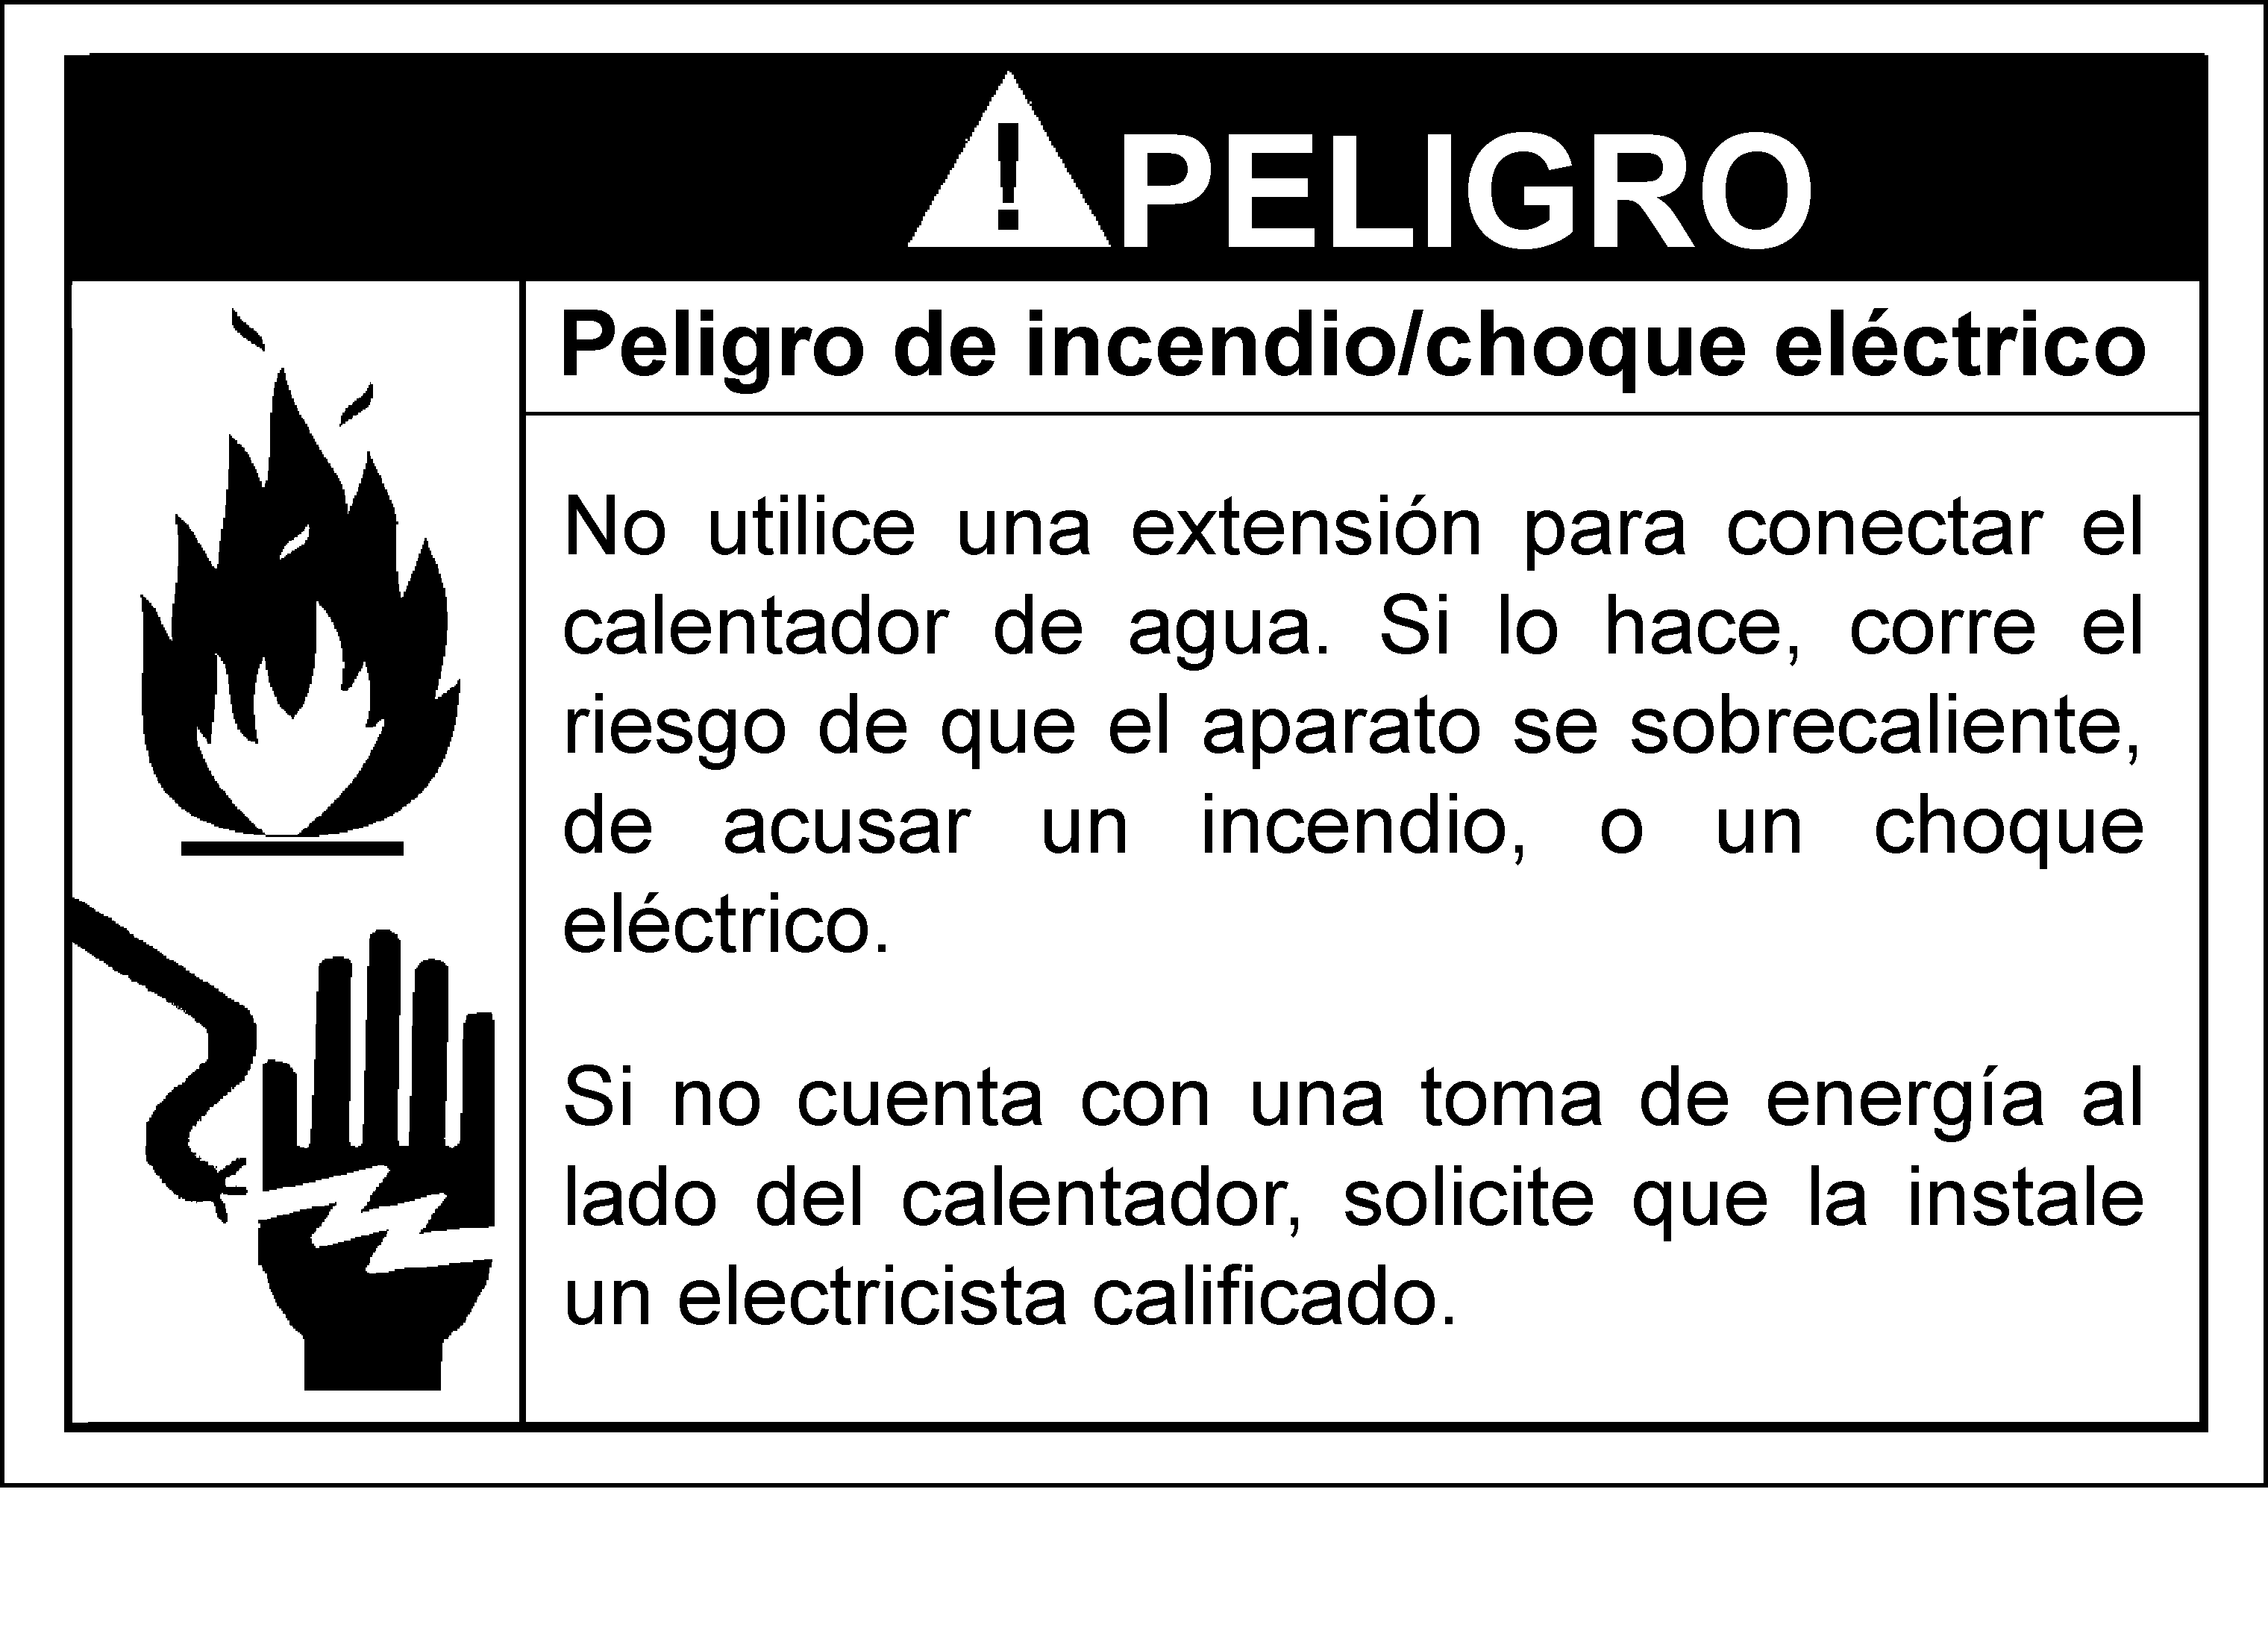 ! PELIGRO
Peligro de incendio/choque eléctrico
No utilice una extensión para conectar el
calentador de agua. Si lo hace, corre el
riesgo de que el aparato se sobrecaliente,
de acusar un incendio, o un choque
eléctrico.
Si no cuenta con una toma de energía al
lado del calentador, solicite que la instale
un electricista calificado.